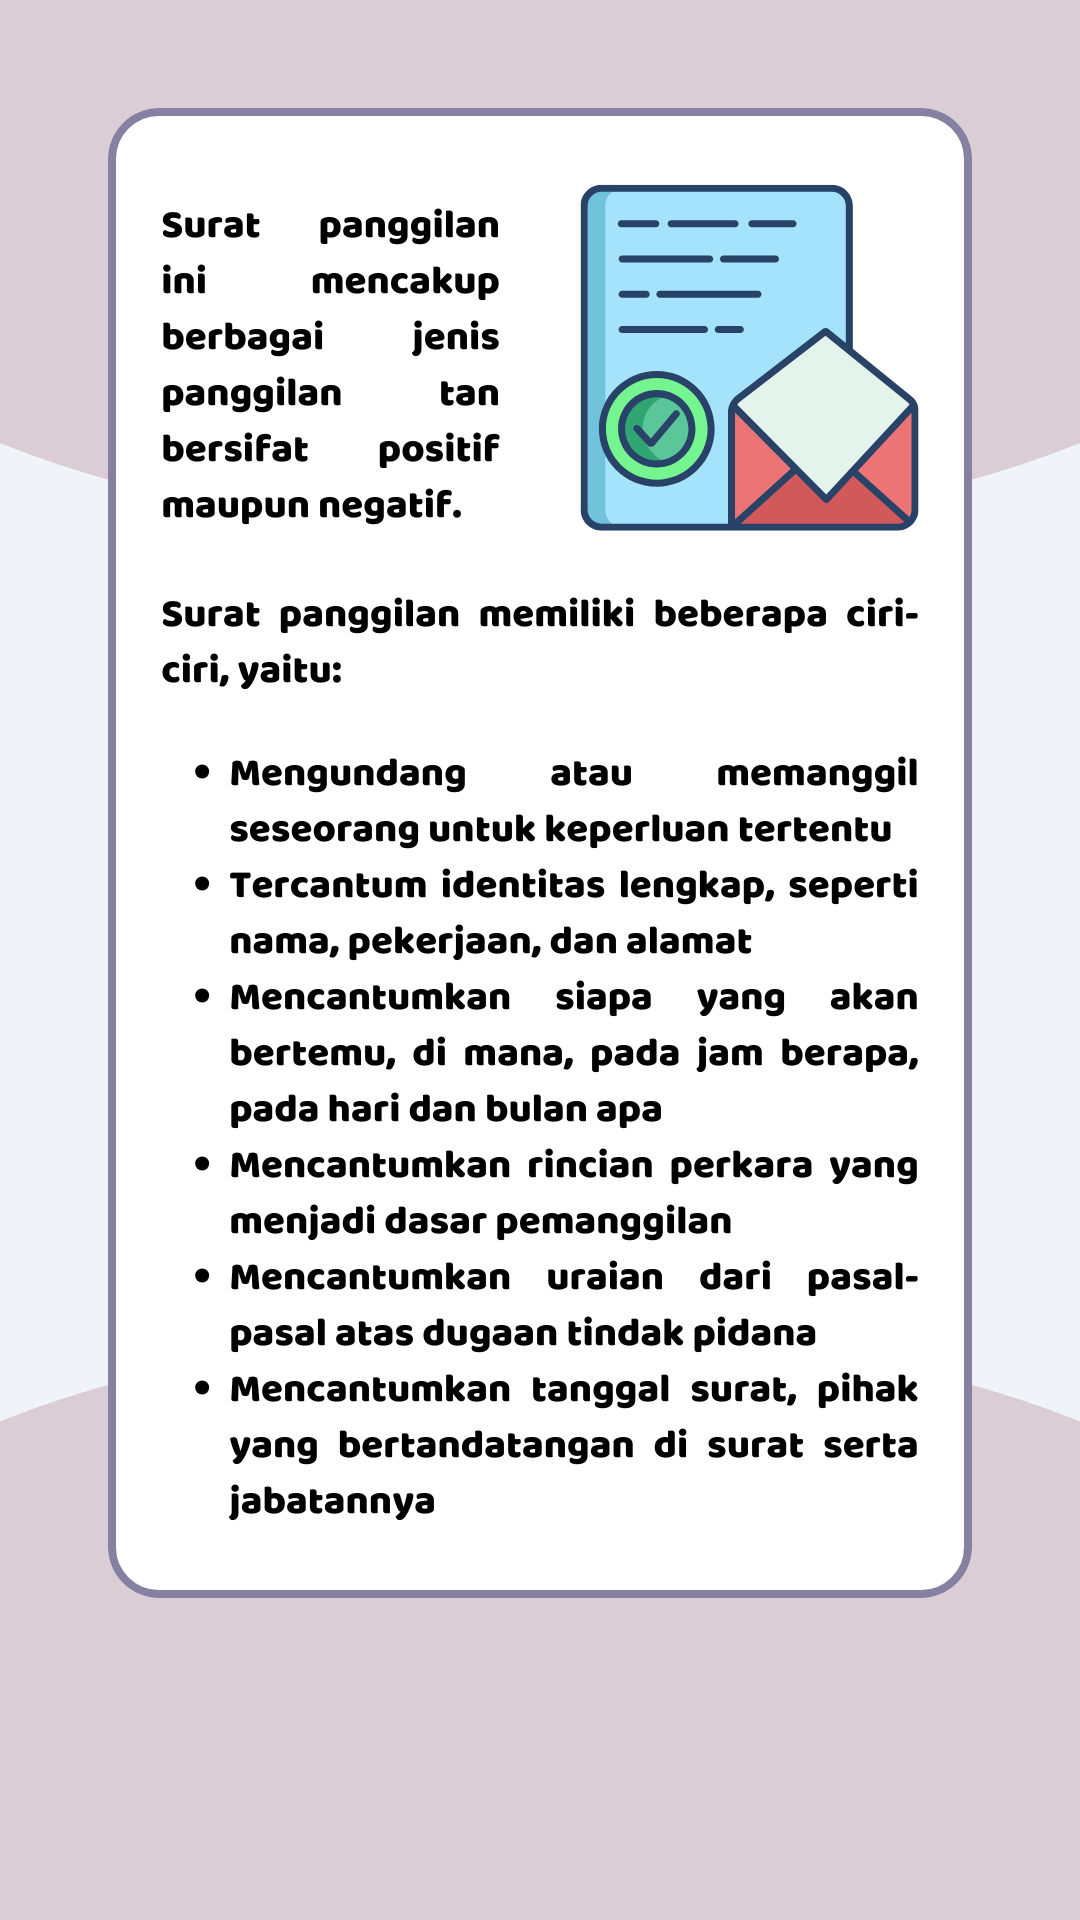 Surat panggilan
ini mencakup
berbagai jenis
panggilan tan
bersifat positif
maupun negatif.
Surat panggilan memiliki beberapa ciri-
ciri, yaitu:
• Mengundang atau memanggil
seseorang untuk keperluan tertentu
• Tercantum identitas lengkap, seperti
nama, pekerjaan, dan alamat
• Mencantumkan siapa yang akan
bertemu, di mana, pada jam berapa,
pada hari dan bulan apa
• Mencantumkan rincian perkara yang
menjadi dasar pemanggilan
• Mencantumkan uraian dari pasal-
pasal atas dugaan tindak pidana
• Mencantumkan tanggal surat, pihak
yang bertandatangan di surat serta
jabatannya